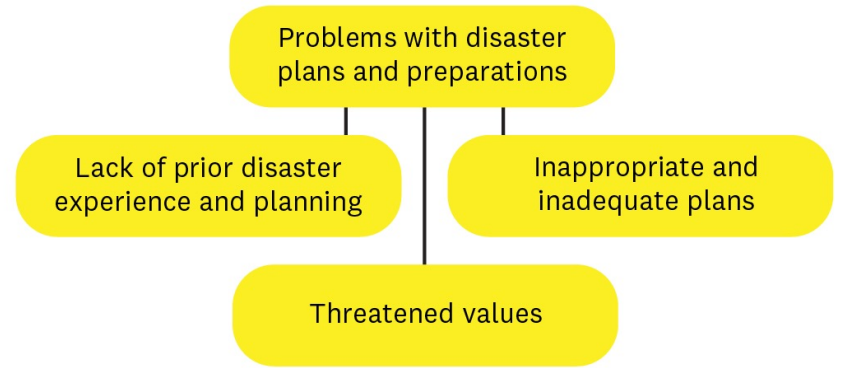 Problems with disaster
plans and preparations
Lack of prior disaster
experience and planning
Inappropriate and
inadequate plans
Threatened values